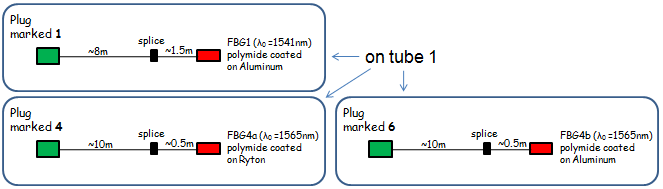 Plug
marked 1
~8m
splice
~1.5m
FBG1 (λ₀ =1541nm)
polymide coated
on Aluminum
on tube 1
Plug
marked 4
~10m
splice
~0.5m
FBG4a (λ₀ =1565nm)
polymide coated
on Ryton
Plug
marked 6
~10m
splice
~0.5m
FBG4b (λ₀ =1565nm)
polymide coated
on Aluminum